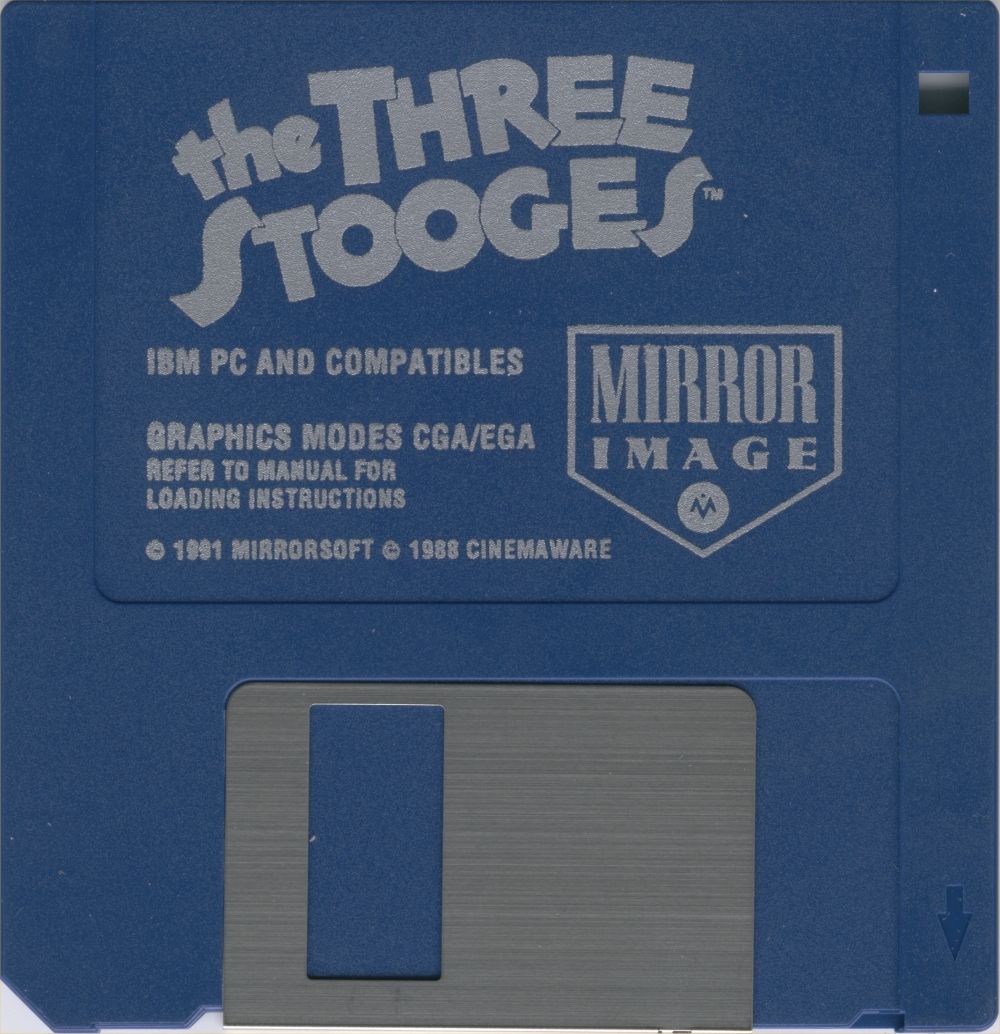 the THREE
STOOGES™
IBM PC AND COMPATIBLES
GRAPHICS MODES CGA/EGA
REFER TO MANUAL FOR
LOADING INSTRUCTIONS
© 1991 MIRRORSOFT © 1988 CINEMAWARE
MIRROR
IMAGE
M